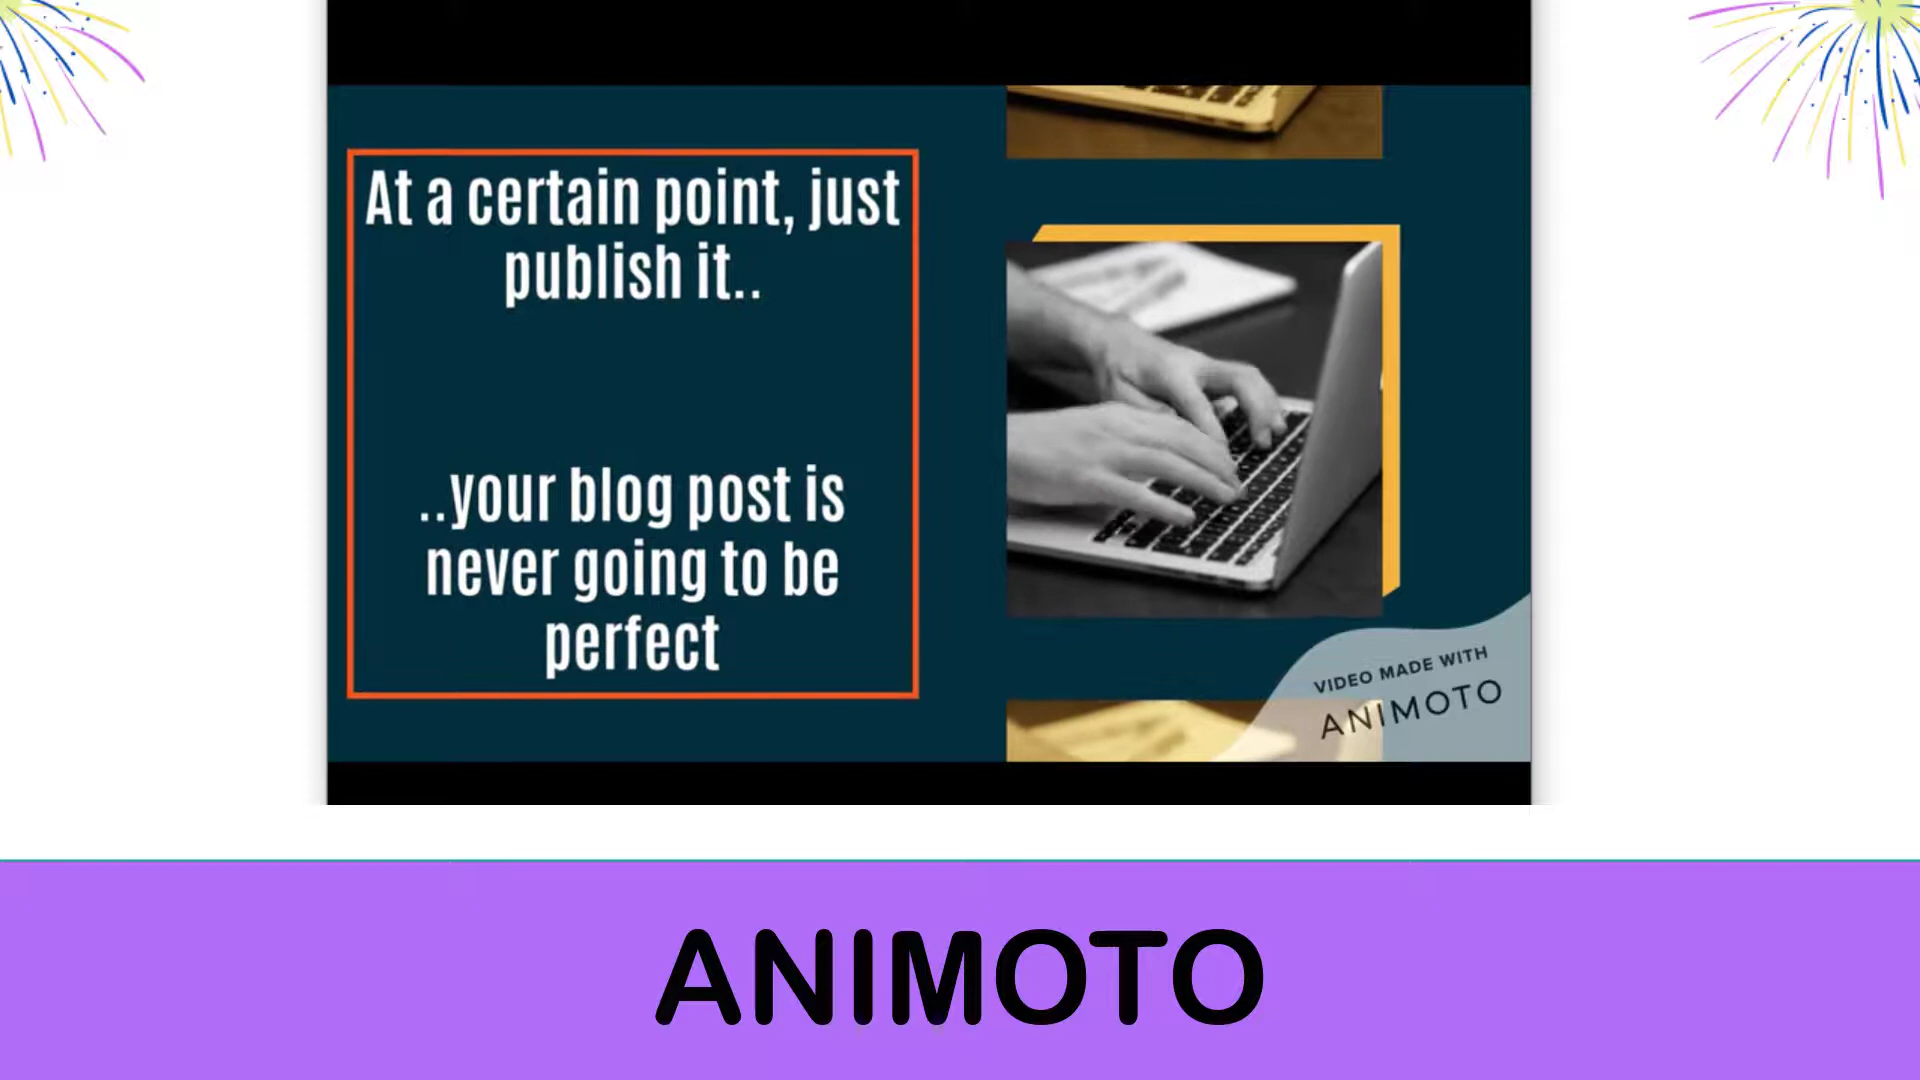 At a certain point, just
publish it..
..your blog post is
never going to be
perfect
VIDEO MADE WITH
ANIMOTO
ANIMOTO